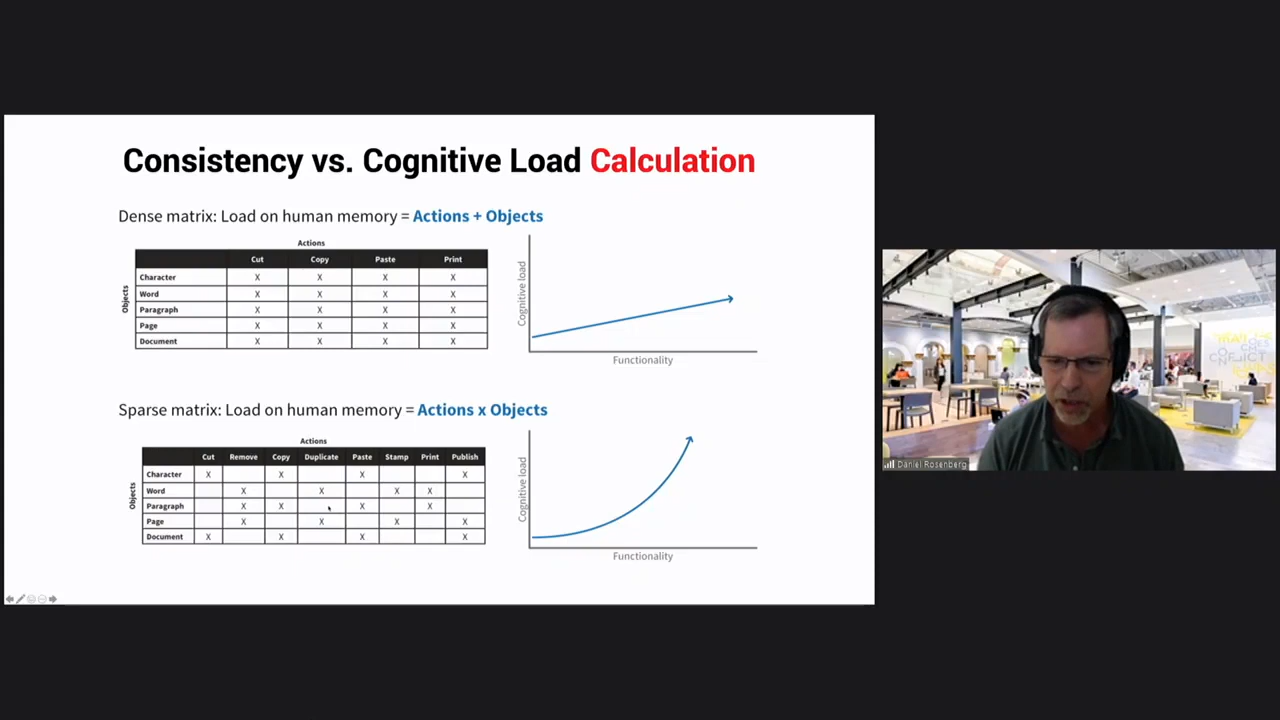 Consistency vs. Cognitive Load Calculation
Dense matrix: Load on human memory = Actions + Objects
Actions
Cut Copy Paste Print
Objects
Character X X X X
Word X X X X
Paragraph X X X X
Page X X X X
Document X X X X
Cognitive load
Functionality
Sparse matrix: Load on human memory = Actions x Objects
Actions
Cut Remove Copy Duplicate Paste Stamp Print Publish
Objects
Character X X X X
Word X X X X
Paragraph X X X X
Page X X X X
Document X X X X
Cognitive load
Functionality
CONFLICT
Daniel Rosenberg